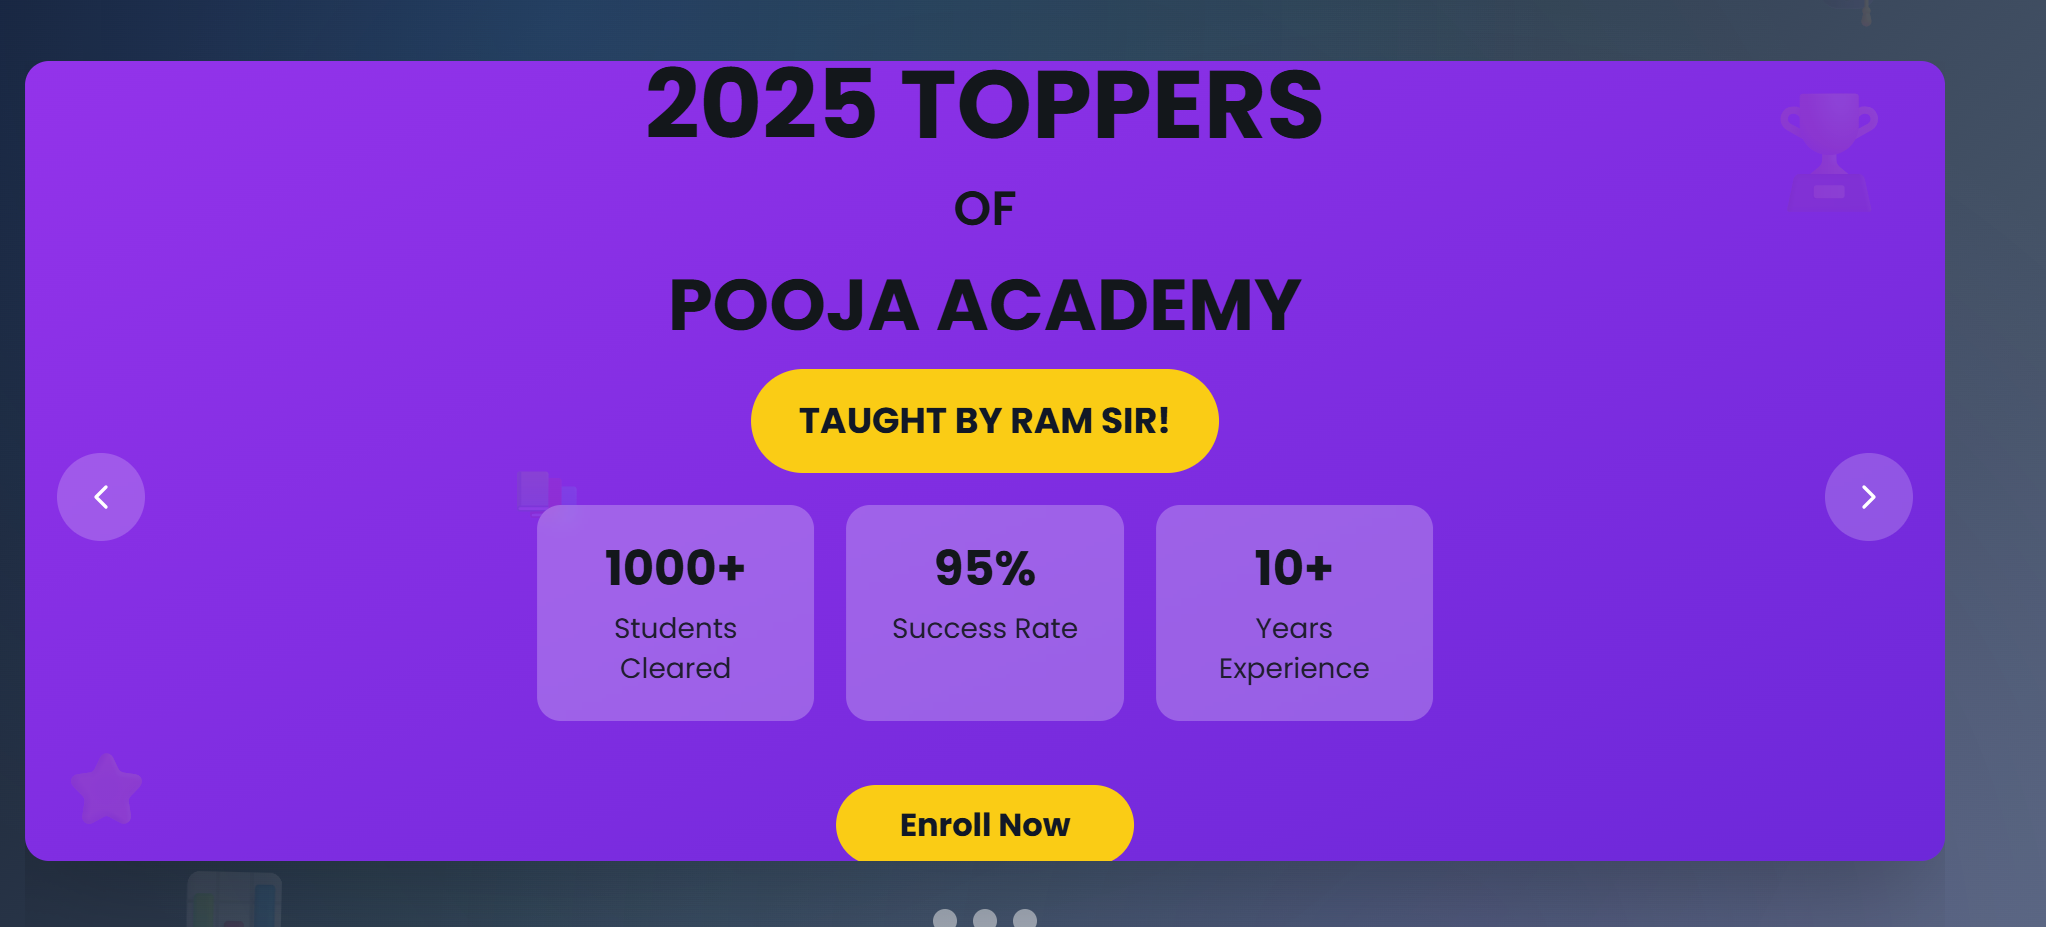 2025 TOPPERS
OF
POOJA ACADEMY
TAUGHT BY RAM SIR!
1000+
Students
Cleared
95%
Success Rate
10+
Years
Experience
Enroll Now